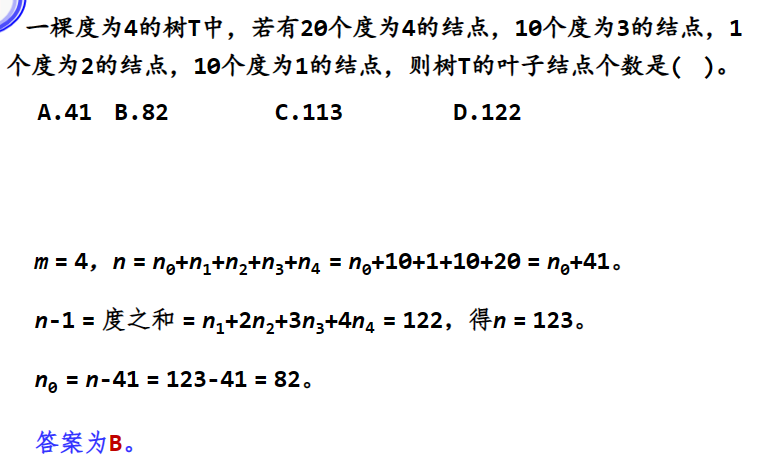 一棵度为4的树T中，若有20个度为4的结点，10个度为3的结点，1
个度为2的结点，10个度为1的结点，则树T的叶子结点个数是(  )。
A.41 B.82 C.113 D.122
m = 4，n = n₀+n₁+n₂+n₃+n₄ = n₀+10+1+10+20 = n₀+41。
n-1 = 度之和 = n₁+2n₂+3n₃+4n₄ = 122，得n = 123。
n₀ = n-41 = 123-41 = 82。
答案为B。